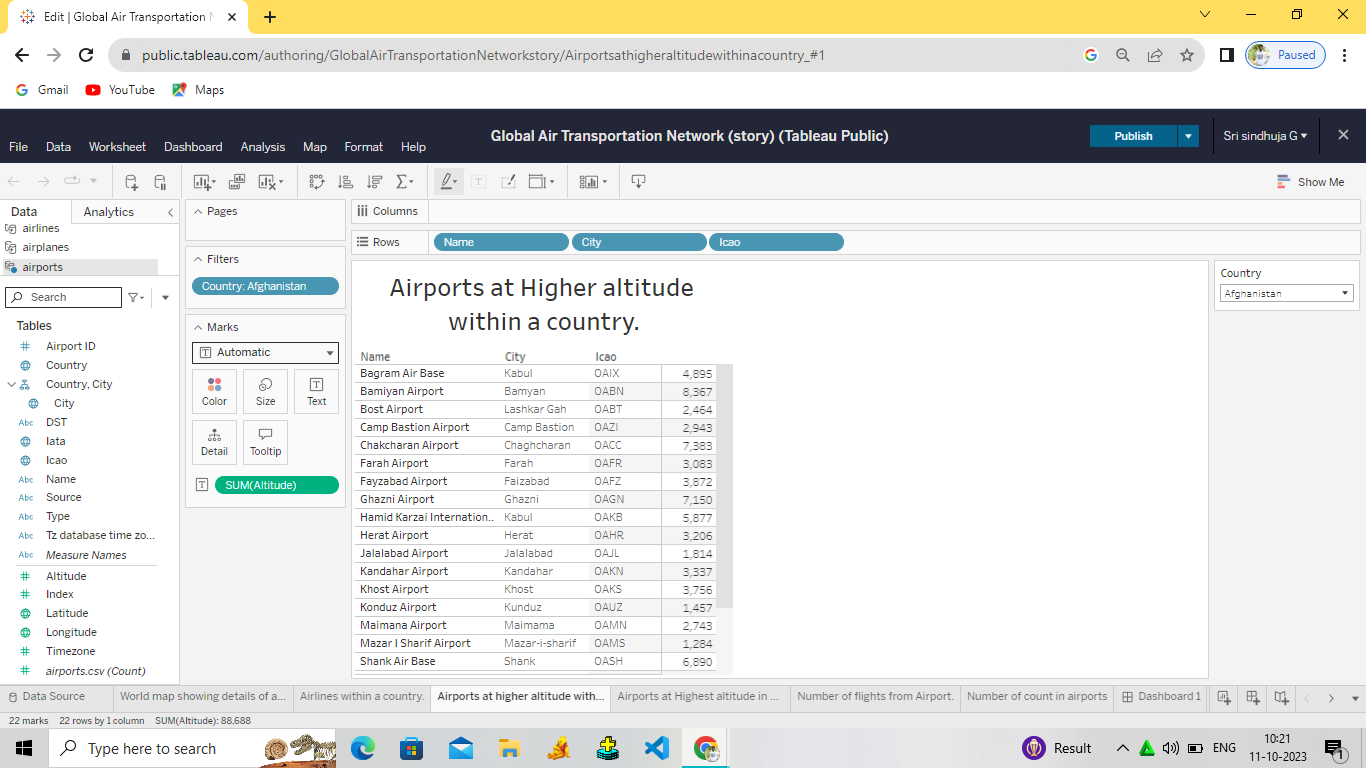 Edit | Global Air Transportation N
public.tableau.com/authoring/GlobalAirTransportationNetworkstory/Airportsathigheraltitudewithinacountry_#1
Paused
Gmail YouTube Maps
Global Air Transportation Network (story) (Tableau Public)
Publish
Sri sindhuja G
File Data Worksheet Dashboard Analysis Map Format Help
Show Me
Data Analytics
airlines
airplanes
airports
Search
Tables
Airport ID
Country
Country, City
City
Abc DST
Iata
Icao
Abc Name
Abc Source
Abc Type
Abc Tz database time zo...
Abc Measure Names
Altitude
Index
Latitude
Longitude
Timezone
airports.csv (Count)
Pages
Filters
Country: Afghanistan
Marks
Automatic
Color Size Text
Detail Tooltip
SUM(Altitude)
Columns
Rows Name City Icao
Airports at Higher altitude
within a country.
Name City Icao
Bagram Air Base Kabul OAIX 4,895
Bamiyan Airport Bamyan OABN 8,367
Bost Airport Lashkar Gah OABT 2,464
Camp Bastion Airport Camp Bastion OAZI 2,943
Chakcharan Airport Chaghcharan OACC 7,383
Farah Airport Farah OAFR 3,083
Fayzabad Airport Faizabad OAFZ 3,872
Ghazni Airport Ghazni OAGN 7,150
Hamid Karzai Internation.. Kabul OAKB 5,877
Herat Airport Herat OAHR 3,206
Jalalabad Airport Jalalabad OAJL 1,814
Kandahar Airport Kandahar OAKN 3,337
Khost Airport Khost OAKS 3,756
Konduz Airport Kunduz OAUZ 1,457
Maimana Airport Maimama OAMN 2,743
Mazar I Sharif Airport Mazar-i-sharif OAMS 1,284
Shank Air Base Shank OASH 6,890
Country
Afghanistan
Data Source World map showing details of a... Airlines within a country. Airports at higher altitude with... Airports at Highest altitude in ... Number of flights from Airport. Number of count in airports Dashboard 1
22 marks 22 rows by 1 column SUM(Altitude): 88,688
Type here to search
Result
ENG
10:21
11-10-2023
1